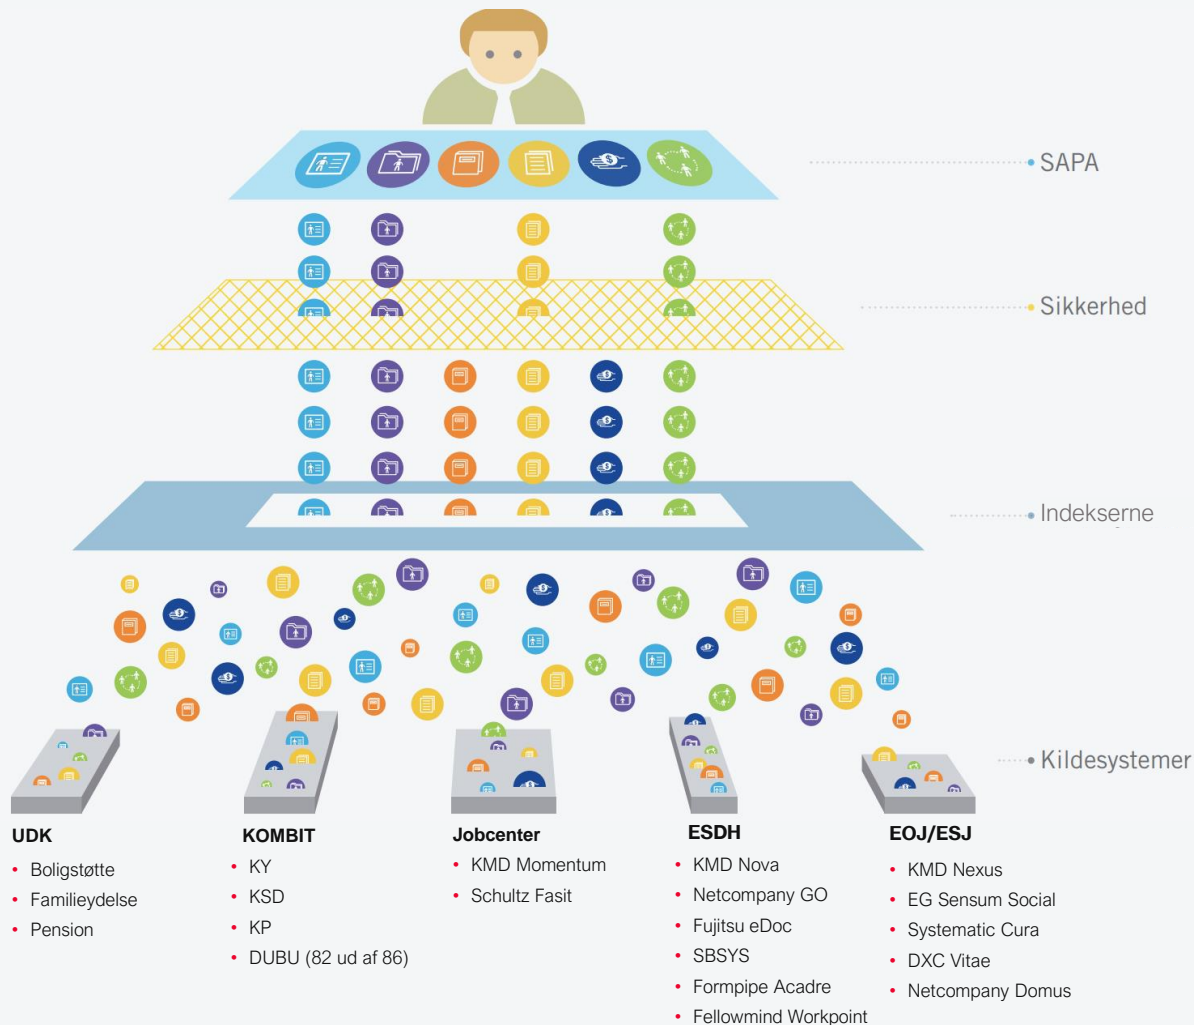 SAPA
Sikkerhed
Indekserne
Kildesystemer
UDK
• Boligstøtte
• Familieydelse
• Pension
KOMBIT
• KY
• KSD
• KP
• DUBU (82 ud af 86)
Jobcenter
• KMD Momentum
• Schultz Fasit
ESDH
• KMD Nova
• Netcompany GO
• Fujitsu eDoc
• SBSYS
• Formpipe Acadre
• Fellowmind Workpoint
EOJ/ESJ
• KMD Nexus
• EG Sensum Social
• Systematic Cura
• DXC Vitae
• Netcompany Domus